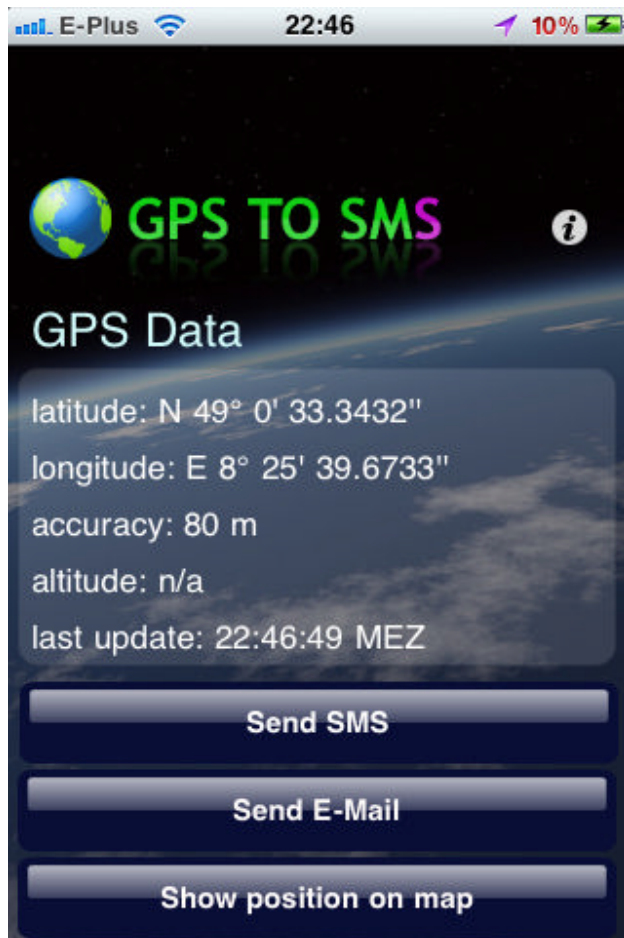 E-Plus 22:46 10%
GPS TO SMS
i
GPS Data
latitude: N 49° 0' 33.3432"
longitude: E 8° 25' 39.6733"
accuracy: 80 m
altitude: n/a
last update: 22:46:49 MEZ
Send SMS
Send E-Mail
Show position on map